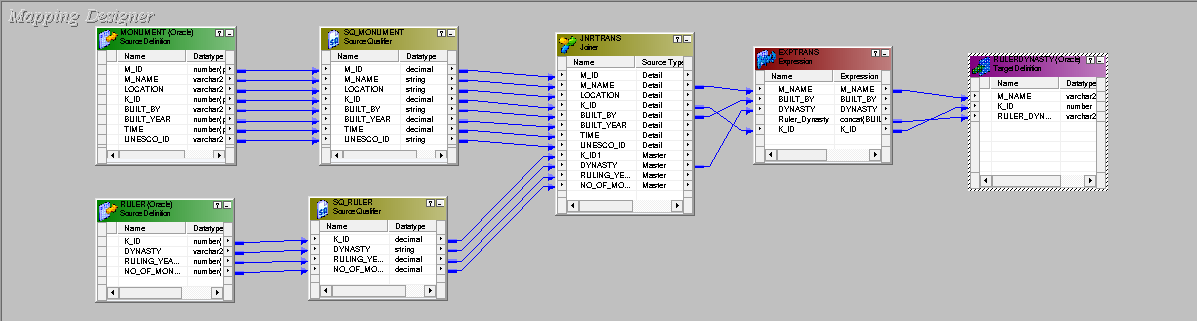 Mapping Designer
MONUMENT (Oracle)
Source Definition
Name Datatype
M_ID number(p
M_NAME varchar2
LOCATION varchar2
K_ID number(p
BUILT_BY varchar2
BUILT_YEAR number(p
TIME number(p
UNESCO_ID varchar2
SQ_MONUMENT
Source Qualifier
Name Datatype
M_ID decimal
M_NAME string
LOCATION string
K_ID decimal
BUILT_BY string
BUILT_YEAR decimal
TIME decimal
UNESCO_ID string
JNRTRANS
Joiner
Name Source Type
M_ID Detail
M_NAME Detail
LOCATION Detail
K_ID Detail
BUILT_BY Detail
BUILT_YEAR Detail
TIME Detail
UNESCO_ID Detail
K_ID1 Master
DYNASTY Master
RULING_YE... Master
NO_OF_MO... Master
EXPTRANS
Expression
Name Expression
M_NAME M_NAME
BUILT_BY BUILT_BY
DYNASTY DYNASTY
Ruler_Dynasty concat(BUIL
K_ID K_ID
RULERDYNASTY (Oracle)
Target Definition
Name Datatype
M_NAME varchar2
K_ID number
RULER_DYN... varchar2
RULER (Oracle)
Source Definition
Name Datatype
K_ID number(
DYNASTY varchar2
RULING_YEA... number(
NO_OF_MON... number(
SQ_RULER
Source Qualifier
Name Datatype
K_ID decimal
DYNASTY string
RULING_YE... decimal
NO_OF_MO... decimal